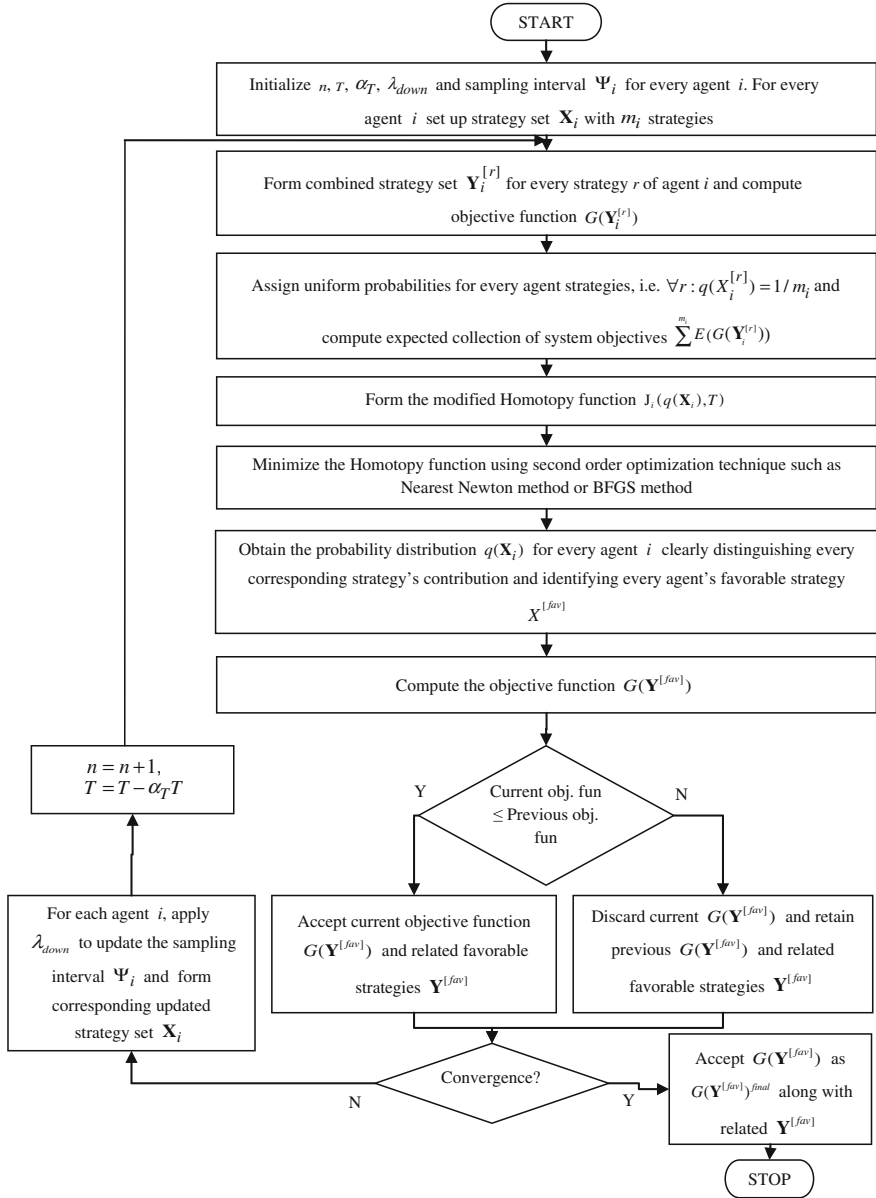 START
Initialize n, T, α_T, λ_down and sampling interval Ψ_i for every agent i. For every
agent i set up strategy set X_i with m_i strategies
Form combined strategy set Y_i^[r] for every strategy r of agent i and compute
objective function G(Y_i^[r])
Assign uniform probabilities for every agent strategies, i.e. ∀r : q(X_i^[r]) = 1/m_i and
compute expected collection of system objectives ∑^{m_i} E(G(Y_i^[r]))
Form the modified Homotopy function J_i(q(X_i),T)
Minimize the Homotopy function using second order optimization technique such as
Nearest Newton method or BFGS method
Obtain the probability distribution q(X_i) for every agent i clearly distinguishing every
corresponding strategy's contribution and identifying every agent's favorable strategy
X^[fav]
Compute the objective function G(Y^[fav])
Current obj. fun
≤ Previous obj.
fun
Y
N
Accept current objective function
G(Y^[fav]) and related favorable
strategies Y^[fav]
Discard current G(Y^[fav]) and retain
previous G(Y^[fav]) and related
favorable strategies Y^[fav]
Convergence?
N
Y
n = n+1,
T = T − α_T T
For each agent i, apply
λ_down to update the sampling
interval Ψ_i and form
corresponding updated
strategy set X_i
Accept G(Y^[fav]) as
G(Y^[fav])^final along with
related Y^[fav]
STOP